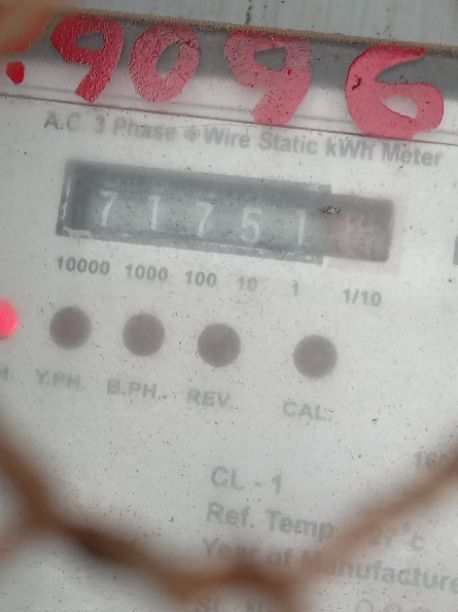 9096
A.C. 3 Phase 4 Wire Static kWh Meter
71751
10000 1000 100 10 1 1/10
Y.PH. B.PH. REV. CAL.
CL - 1
Ref. Temp. 27°c
Year of Manufacture